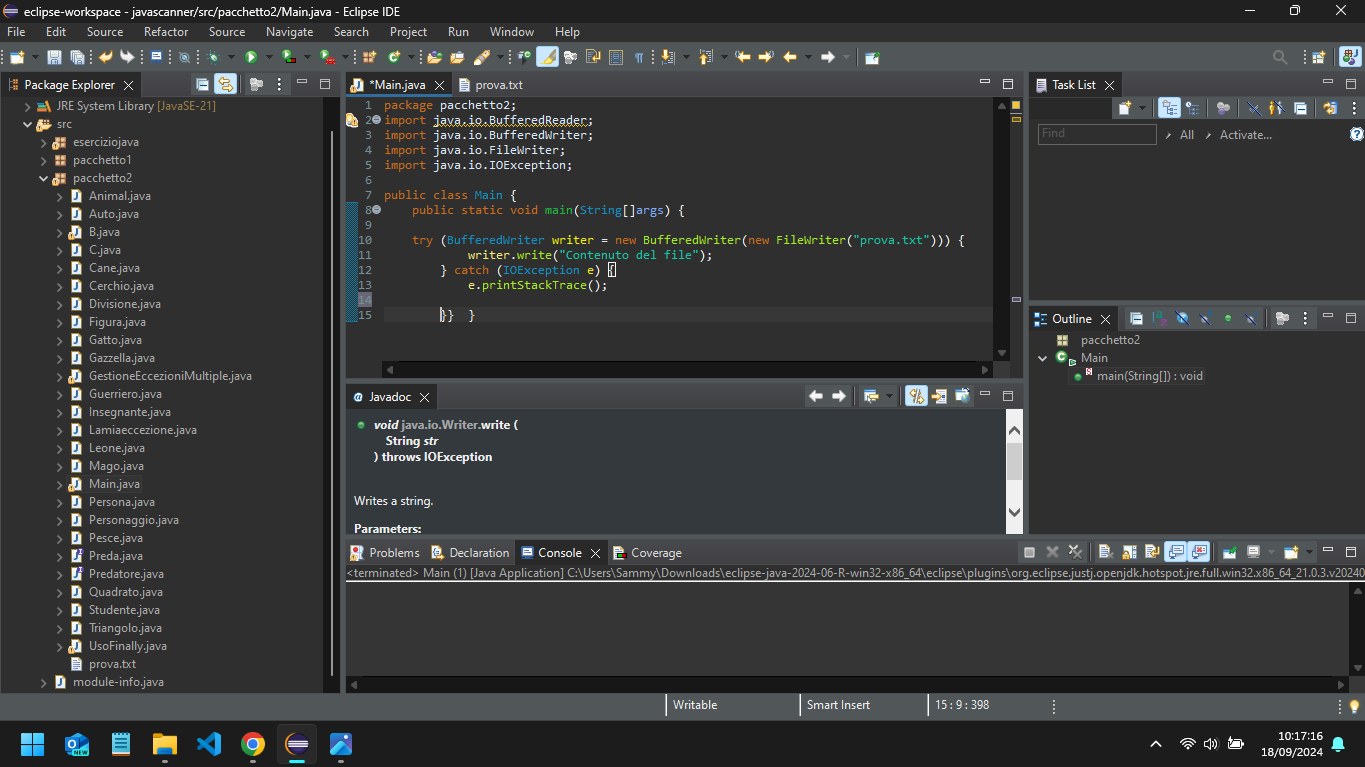 eclipse-workspace - javascanner/src/pacchetto2/Main.java - Eclipse IDE
File Edit Source Refactor Source Navigate Search Project Run Window Help
Package Explorer
JRE System Library [JavaSE-21]
src
eserciziojava
pacchetto1
pacchetto2
Animal.java
Auto.java
B.java
C.java
Cane.java
Cerchio.java
Divisione.java
Figura.java
Gatto.java
Gazzella.java
GestioneEccezioniMultiple.java
Guerriero.java
Insegnante.java
Lamiaeccezione.java
Leone.java
Mago.java
Main.java
Persona.java
Personaggio.java
Pesce.java
Preda.java
Predatore.java
Quadrato.java
Studente.java
Triangolo.java
UsoFinally.java
prova.txt
module-info.java
*Main.java prova.txt
1 package pacchetto2;
2 import java.io.BufferedReader;
3 import java.io.BufferedWriter;
4 import java.io.FileWriter;
5 import java.io.IOException;
6
7 public class Main {
8 public static void main(String[]args) {
9
10 try (BufferedWriter writer = new BufferedWriter(new FileWriter("prova.txt"))) {
11 writer.write("Contenuto del file");
12 } catch (IOException e) {
13 e.printStackTrace();
14
15 }} }
Javadoc
void java.io.Writer.write (
String str
) throws IOException
Writes a string.
Parameters:
Problems Declaration Console Coverage
<terminated> Main (1) [Java Application] C:\Users\Sammy\Downloads\eclipse-java-2024-06-R-win32-x86_64\eclipse\plugins\org.eclipse.justj.openjdk.hotspot.jre.full.win32.x86_64_21.0.3.v20240
Task List
Find All Activate...
Outline
pacchetto2
Main
main(String[]) : void
Writable Smart Insert 15 : 9 : 398
10:17:16
18/09/2024